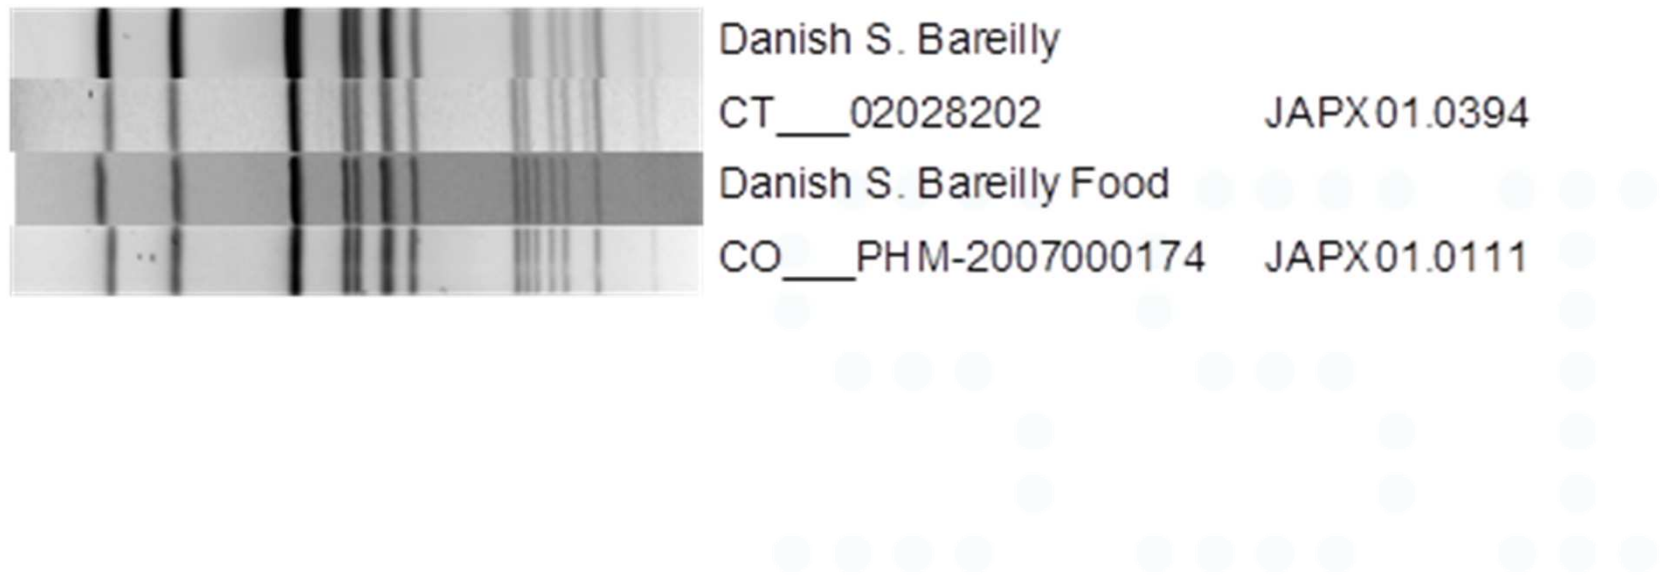 Danish S. Bareilly
CT___02028202 JAPX01.0394
Danish S. Bareilly Food
CO___PHM-2007000174 JAPX01.0111